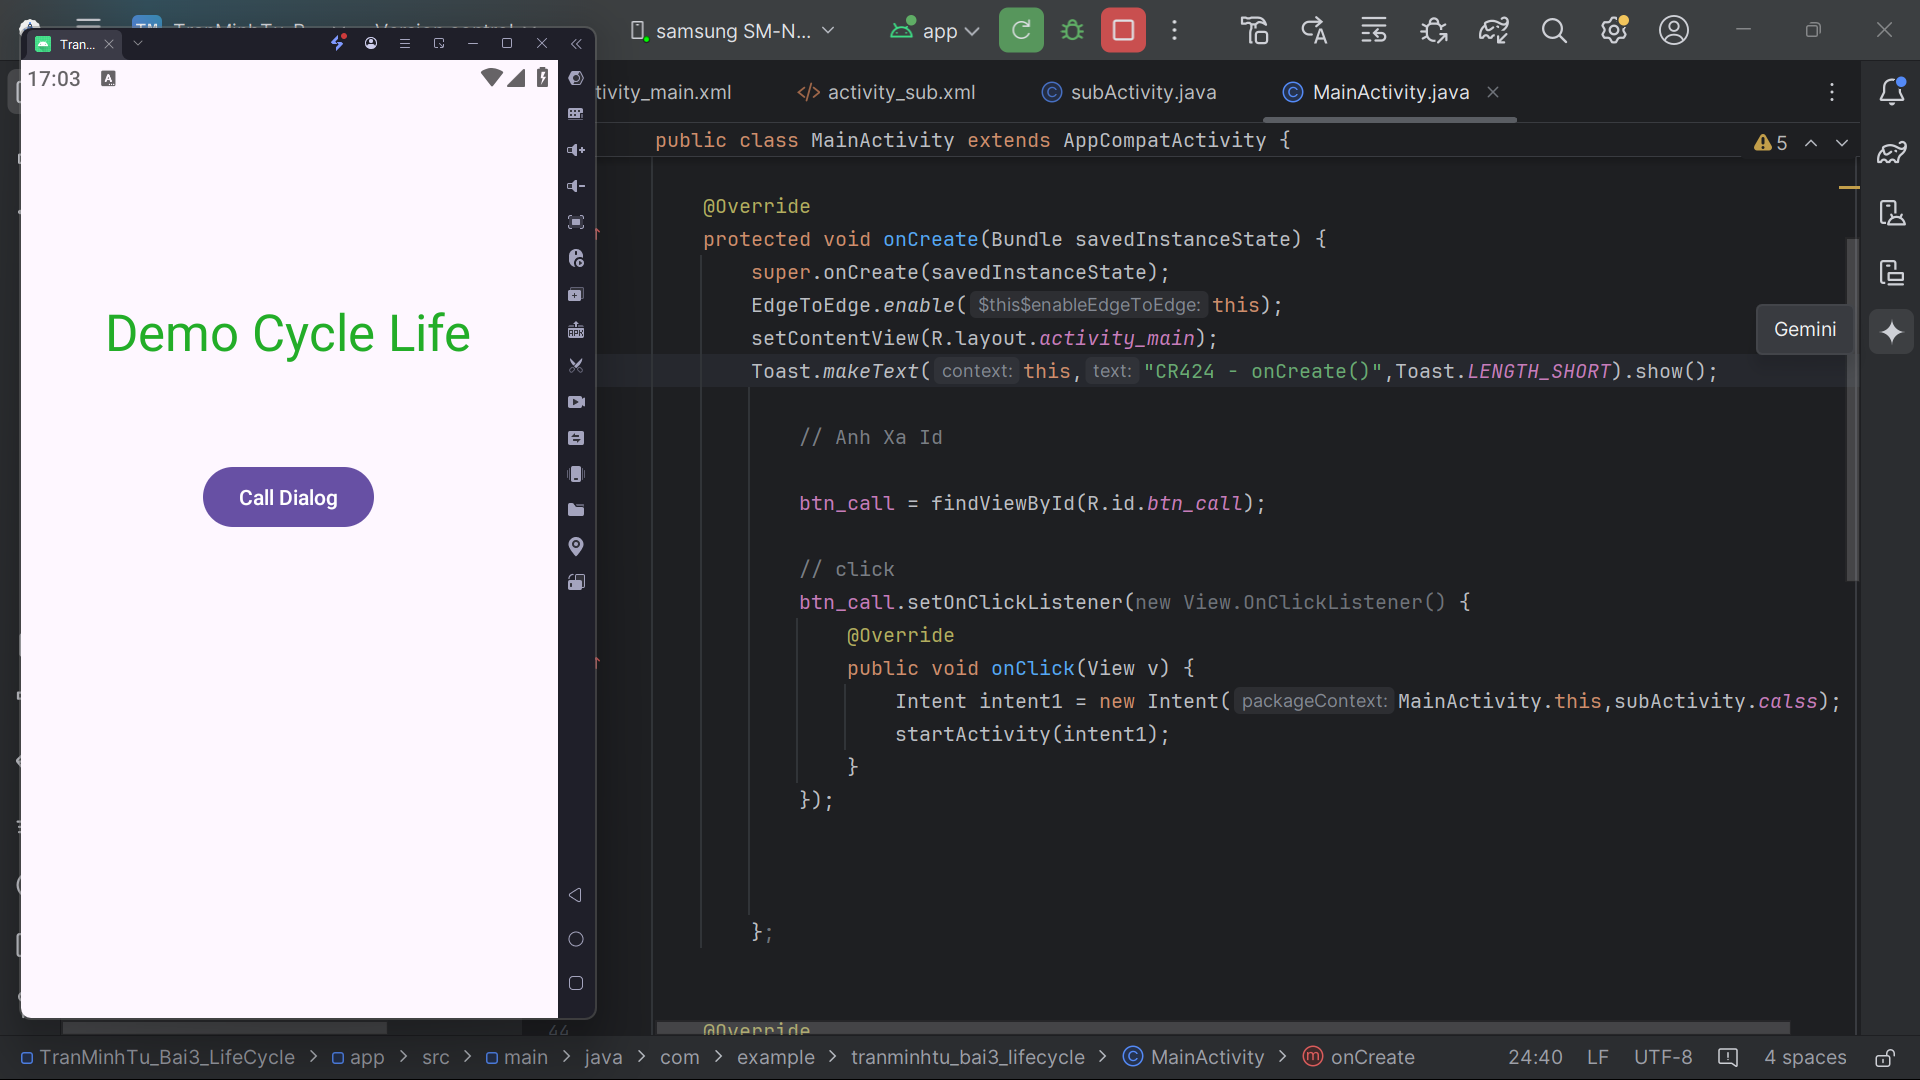 samsung SM-N...
app
Tran...
17:03
A
Demo Cycle Life
Call Dialog
tivity_main.xml
activity_sub.xml
subActivity.java
MainActivity.java
public class MainActivity extends AppCompatActivity {
5
@Override
protected void onCreate(Bundle savedInstanceState) {
super.onCreate(savedInstanceState);
EdgeToEdge.enable( $this$enableEdgeToEdge: this);
setContentView(R.layout.activity_main);
Toast.makeText( context: this, text: "CR424 - onCreate()",Toast.LENGTH_SHORT).show();
Gemini
// Anh Xa Id
btn_call = findViewById(R.id.btn_call);
// click
btn_call.setOnClickListener(new View.OnClickListener() {
@Override
public void onClick(View v) {
Intent intent1 = new Intent( packageContext: MainActivity.this,subActivity.calss);
startActivity(intent1);
}
});
};
@Override
TranMinhTu_Bai3_LifeCycle > app > src > main > java > com > example > tranminhtu_bai3_lifecycle > MainActivity > onCreate
24:40 LF UTF-8 4 spaces